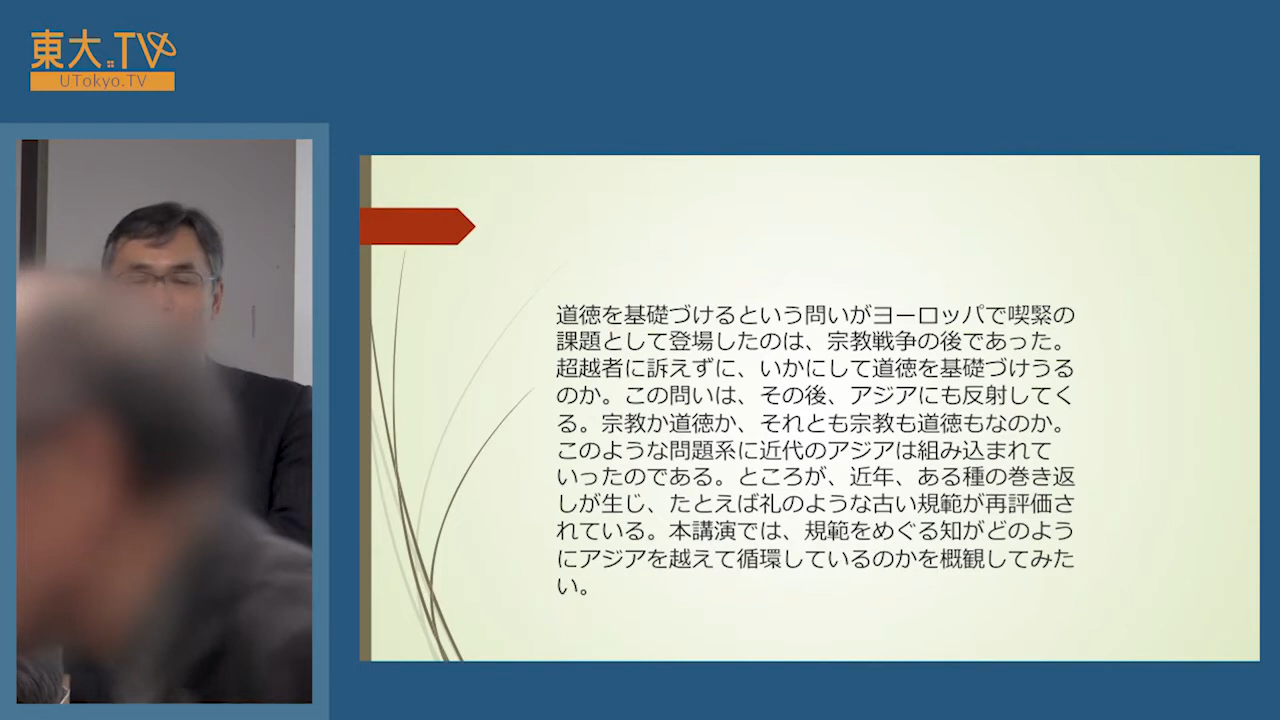 東大.TV
UTokyo.TV
道徳を基礎づけるという問いがヨーロッパで喫緊の
課題として登場したのは、宗教戦争の後であった。
超越者に訴えずに、いかにして道徳を基礎づけうる
のか。この問いは、その後、アジアにも反射してく
る。宗教か道徳か、それとも宗教も道徳もなのか。
このような問題系に近代のアジアは組み込まれて
いったのである。ところが、近年、ある種の巻き返
しが生じ、たとえば礼のような古い規範が再評価さ
れている。本講演では、規範をめぐる知がどのよう
にアジアを越えて循環しているのかを概観してみた
い。